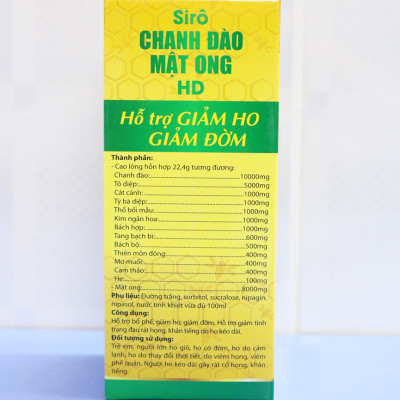 Sirô
CHANH ĐÀO
MẬT ONG
HD
Hỗ trợ GIẢM HO
GIẢM ĐỜM
Thành phần:
- Cao lỏng hỗn hợp 22,4g tương đương:
Chanh đào:...10000mg
Tô diệp:...5000mg
Cát cánh:...1000mg
Tỳ bà diệp:...1000mg
Thổ bối mẫu:...1000mg
Kim ngân hoa:...1000mg
Bách hợp:...1000mg
Tang bạch bì:...600mg
Bách bộ:...500mg
Thiên môn đông:...400mg
Mơ muối:...400mg
Cam thảo:...400mg
Hẹ:...100mg
- Mật ong:...8000mg
Phụ liệu: Đường trắng, sorbitol, sucralose, nipagin,
nipasol, nước tinh khiết vừa đủ 100ml
Công dụng:
Hỗ trợ bổ phế, giảm ho, giảm đờm. Hỗ trợ giảm tình
trạng đau rát họng, khản tiếng do ho kéo dài.
Đối tượng sử dụng:
Trẻ em, người lớn ho gió, ho có đờm, ho do cảm
lạnh, ho do thay đổi thời tiết, do viêm họng, viêm
phế quản. Người ho kéo dài gây rát cổ họng, khản
tiếng.